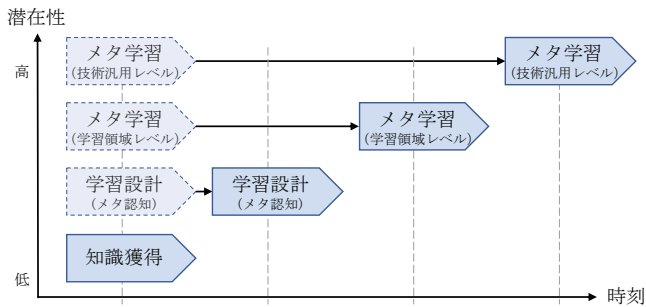 潜在性
高
メタ学習
(技術汎用レベル)
メタ学習
(技術汎用レベル)
メタ学習
(学習領域レベル)
メタ学習
(学習領域レベル)
学習設計
(メタ認知)
学習設計
(メタ認知)
知識獲得
低
時刻